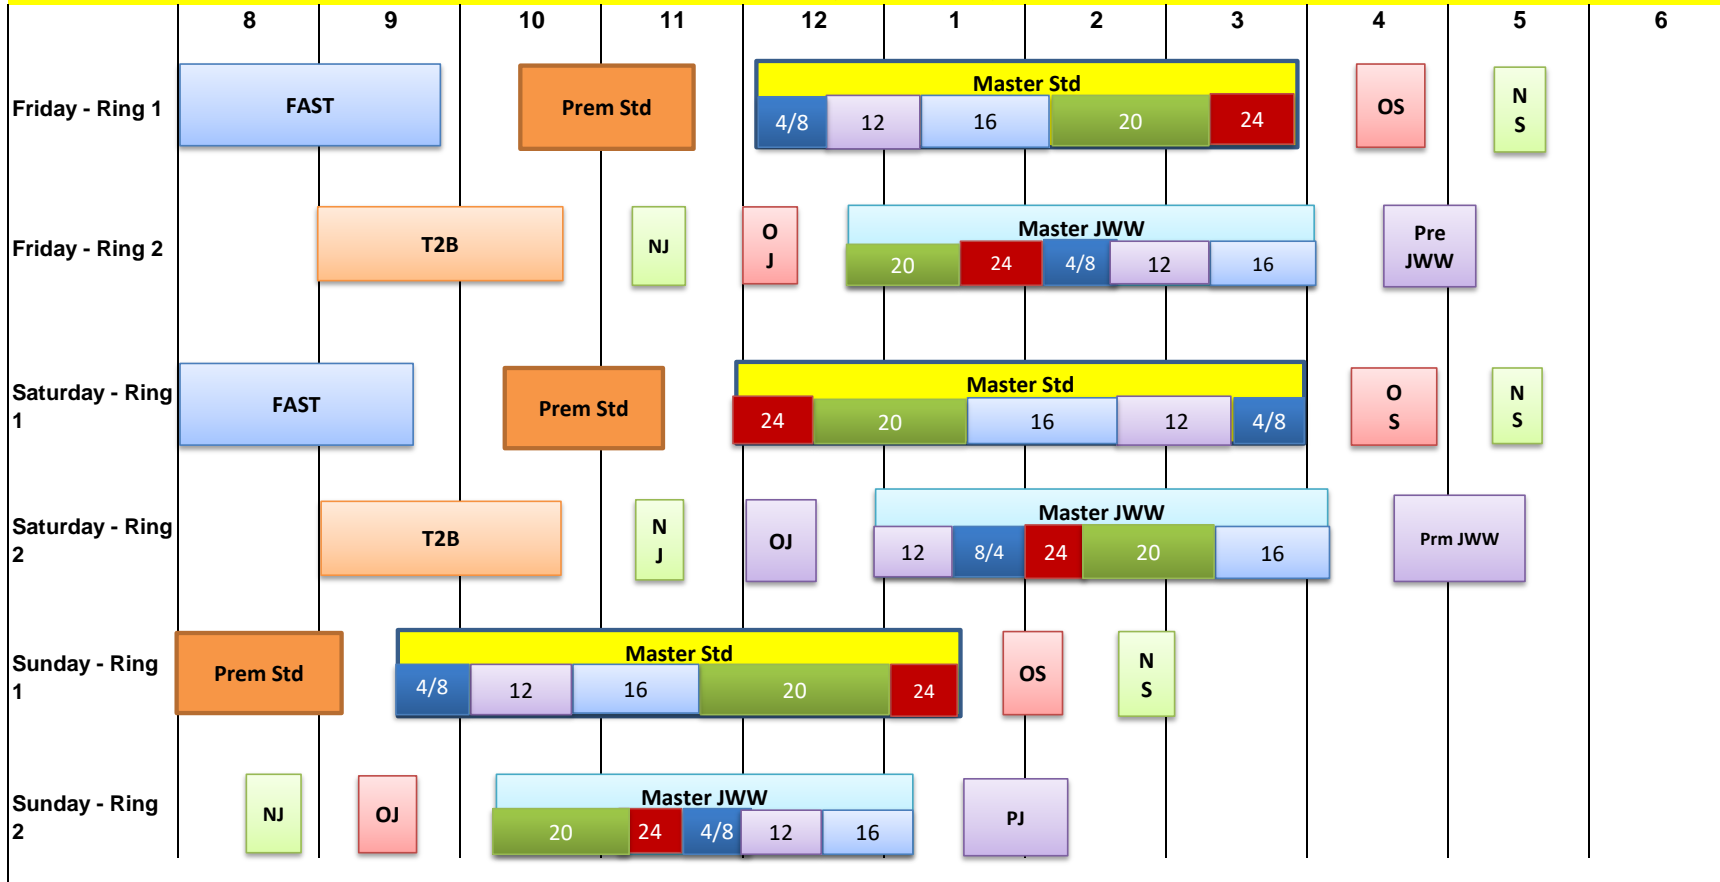 8 9 10 11 12 1 2 3 4 5 6
Friday - Ring 1
FAST
Prem Std
Master Std
4/8 12 16 20 24
OS
N
S
Friday - Ring 2
T2B
NJ
O
J
Master JWW
20 24 4/8 12 16
Pre
JWW
Saturday - Ring
1
FAST
Prem Std
Master Std
24 20 16 12 4/8
O
S
N
S
Saturday - Ring
2
T2B
N
J
OJ
Master JWW
12 8/4 24 20 16
Prm JWW
Sunday - Ring
1
Prem Std
Master Std
4/8 12 16 20 24
OS
N
S
Sunday - Ring
2
NJ
OJ
Master JWW
20 24 4/8 12 16
PJ